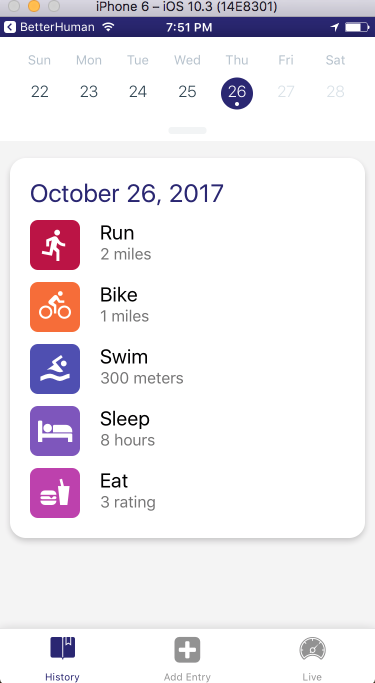 iPhone 6 – iOS 10.3 (14E8301)
BetterHuman 7:51 PM
Sun Mon Tue Wed Thu Fri Sat
22 23 24 25 26 27 28
October 26, 2017
Run
2 miles
Bike
1 miles
Swim
300 meters
Sleep
8 hours
Eat
3 rating
History Add Entry Live